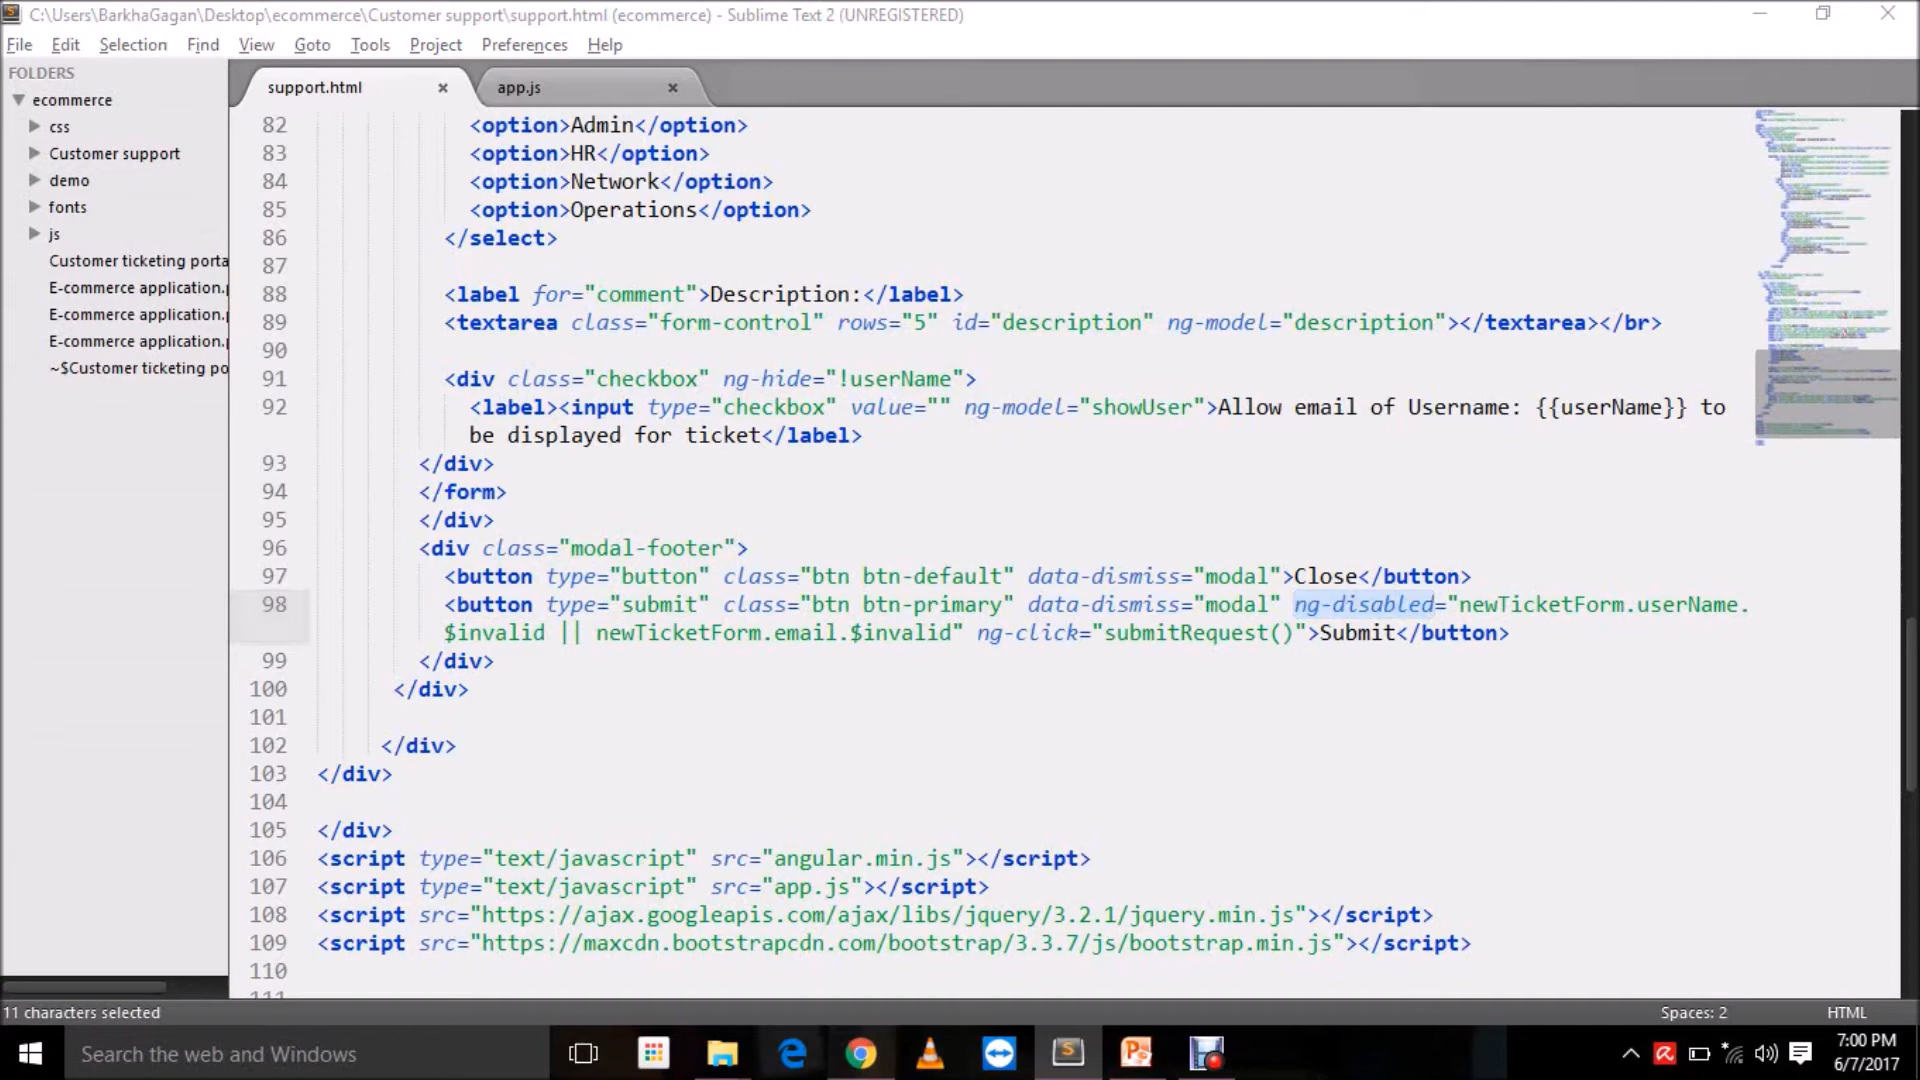 C:\Users\BarkhaGagan\Desktop\ecommerce\Customer support\support.html (ecommerce) - Sublime Text 2 (UNREGISTERED)
File Edit Selection Find View Goto Tools Project Preferences Help
FOLDERS
ecommerce
css
Customer support
demo
fonts
js
Customer ticketing porta
E-commerce application.p
E-commerce application.p
E-commerce application.p
~$Customer ticketing po
support.html × app.js ×
82 <option>Admin</option>
83 <option>HR</option>
84 <option>Network</option>
85 <option>Operations</option>
86 </select>
87
88 <label for="comment">Description:</label>
89 <textarea class="form-control" rows="5" id="description" ng-model="description"></textarea></br>
90
91 <div class="checkbox" ng-hide="!userName">
92 <label><input type="checkbox" value="" ng-model="showUser">Allow email of Username: {{userName}} to
be displayed for ticket</label>
93 </div>
94 </form>
95 </div>
96 <div class="modal-footer">
97 <button type="button" class="btn btn-default" data-dismiss="modal">Close</button>
98 <button type="submit" class="btn btn-primary" data-dismiss="modal" ng-disabled="newTicketForm.userName.
$invalid || newTicketForm.email.$invalid" ng-click="submitRequest()">Submit</button>
99 </div>
100 </div>
101
102 </div>
103 </div>
104
105 </div>
106 <script type="text/javascript" src="angular.min.js"></script>
107 <script type="text/javascript" src="app.js"></script>
108 <script src="https://ajax.googleapis.com/ajax/libs/jquery/3.2.1/jquery.min.js"></script>
109 <script src="https://maxcdn.bootstrapcdn.com/bootstrap/3.3.7/js/bootstrap.min.js"></script>
110
111
11 characters selected Spaces: 2 HTML
Search the web and Windows
7:00 PM
6/7/2017